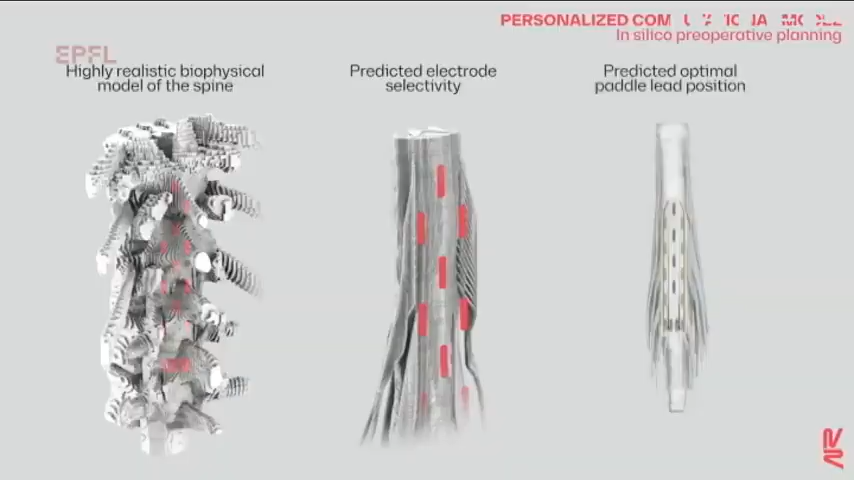 PERSONALIZED
In silico preoperative planning
EPFL
Highly realistic biophysical
model of the spine
Predicted electrode
selectivity
Predicted optimal
paddle lead position